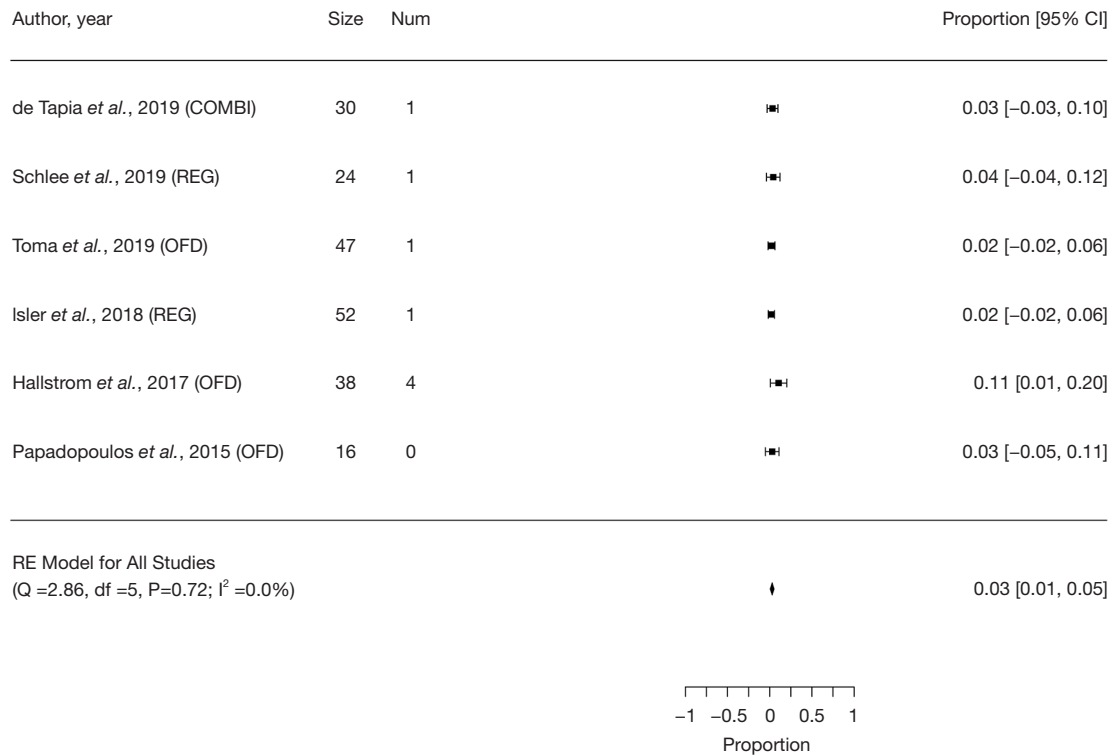 Author, year Size Num Proportion [95% CI]
de Tapia et al., 2019 (COMBI) 30 1 0.03 [−0.03, 0.10]
Schlee et al., 2019 (REG) 24 1 0.04 [−0.04, 0.12]
Toma et al., 2019 (OFD) 47 1 0.02 [−0.02, 0.06]
Isler et al., 2018 (REG) 52 1 0.02 [−0.02, 0.06]
Hallstrom et al., 2017 (OFD) 38 4 0.11 [0.01, 0.20]
Papadopoulos et al., 2015 (OFD) 16 0 0.03 [−0.05, 0.11]
RE Model for All Studies
(Q =2.86, df =5, P=0.72; I² =0.0%) 0.03 [0.01, 0.05]
−1 −0.5 0 0.5 1
Proportion